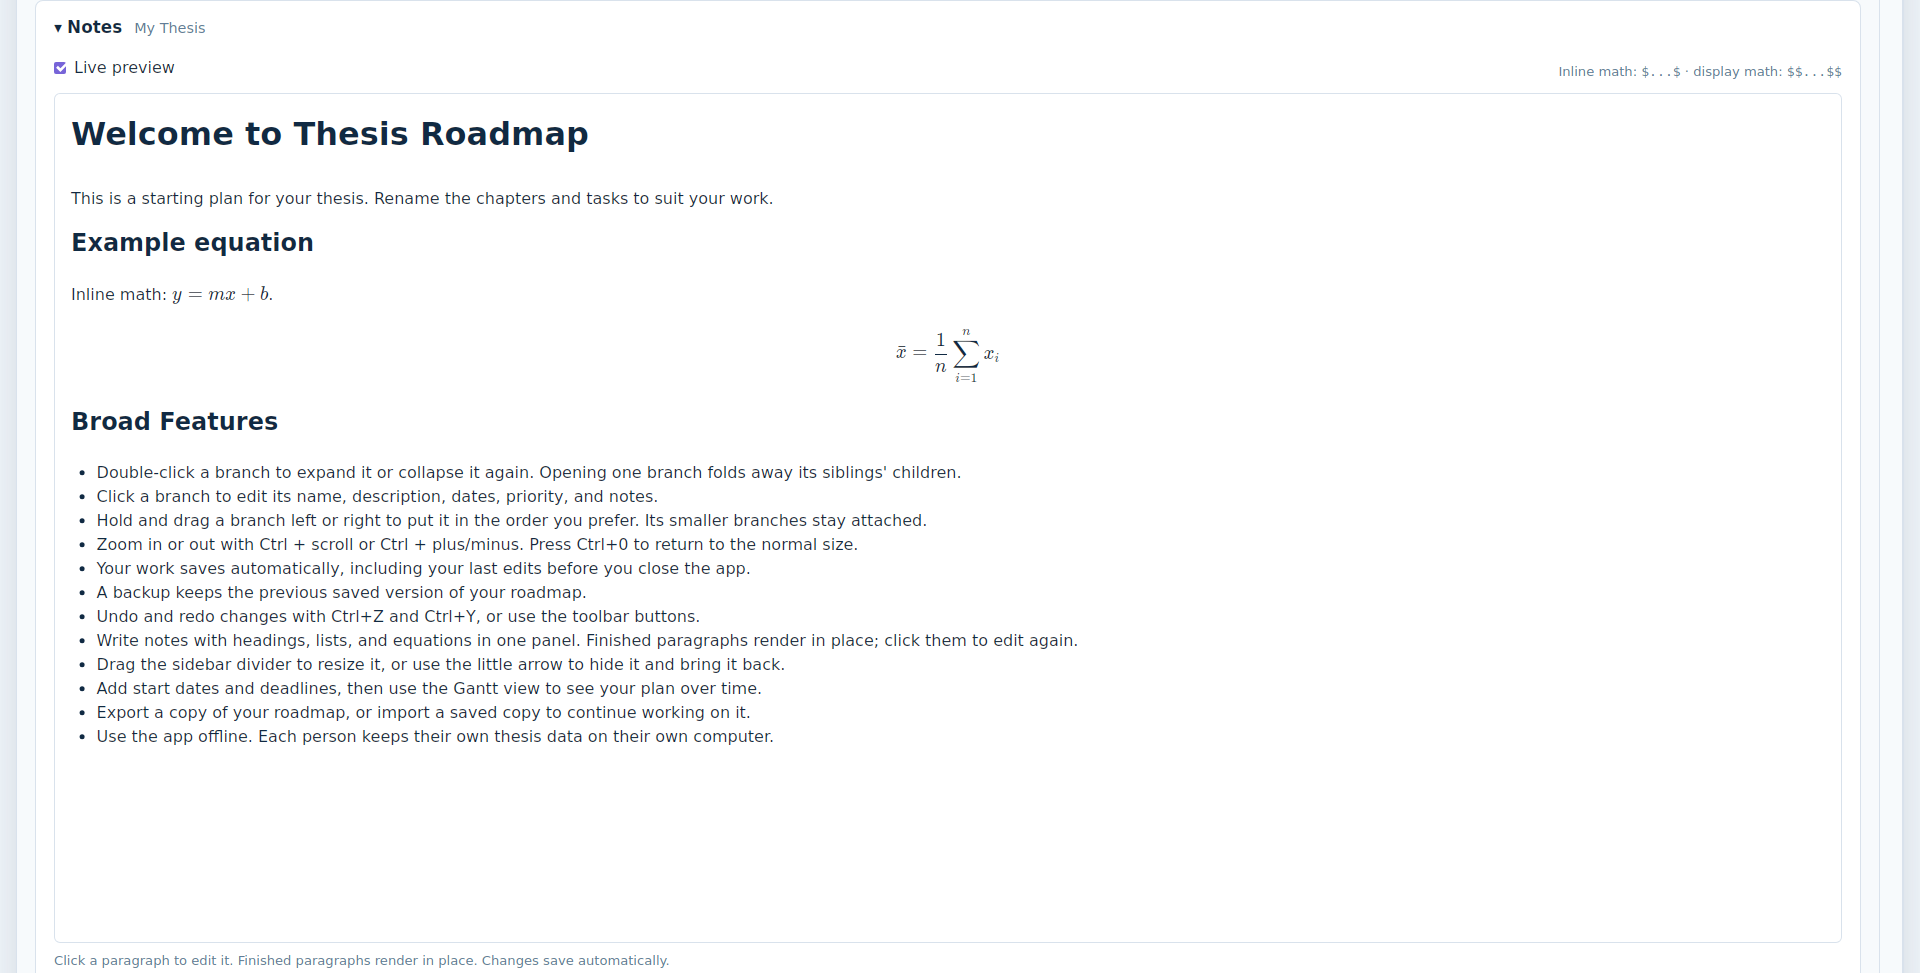 ▾ Notes My Thesis
Live preview
Inline math: $...$ · display math: $$...$$
Welcome to Thesis Roadmap
This is a starting plan for your thesis. Rename the chapters and tasks to suit your work.
Example equation
Inline math: y = mx + b.
x̄ = 1/n ∑_{i=1}^{n} x_i
Broad Features
• Double-click a branch to expand it or collapse it again. Opening one branch folds away its siblings' children.
• Click a branch to edit its name, description, dates, priority, and notes.
• Hold and drag a branch left or right to put it in the order you prefer. Its smaller branches stay attached.
• Zoom in or out with Ctrl + scroll or Ctrl + plus/minus. Press Ctrl+0 to return to the normal size.
• Your work saves automatically, including your last edits before you close the app.
• A backup keeps the previous saved version of your roadmap.
• Undo and redo changes with Ctrl+Z and Ctrl+Y, or use the toolbar buttons.
• Write notes with headings, lists, and equations in one panel. Finished paragraphs render in place; click them to edit again.
• Drag the sidebar divider to resize it, or use the little arrow to hide it and bring it back.
• Add start dates and deadlines, then use the Gantt view to see your plan over time.
• Export a copy of your roadmap, or import a saved copy to continue working on it.
• Use the app offline. Each person keeps their own thesis data on their own computer.
Click a paragraph to edit it. Finished paragraphs render in place. Changes save automatically.